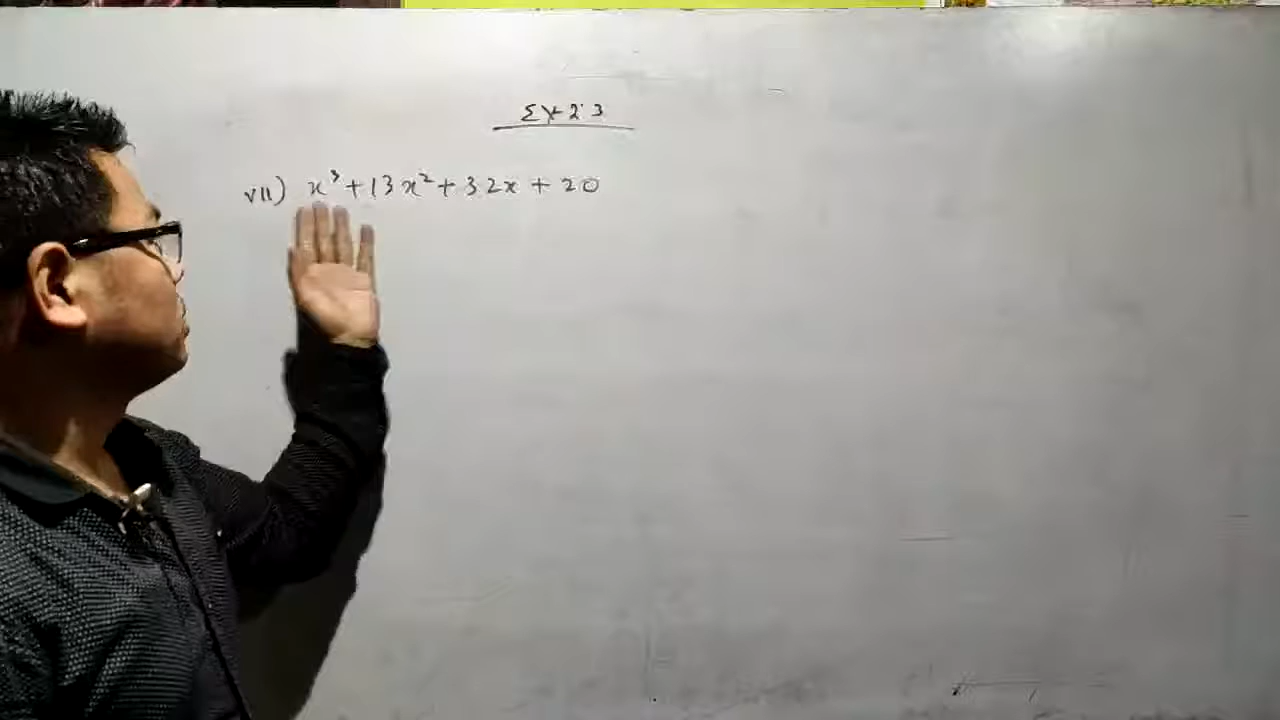 Ex 2.3
vii) x³ + 13x² + 32x + 20